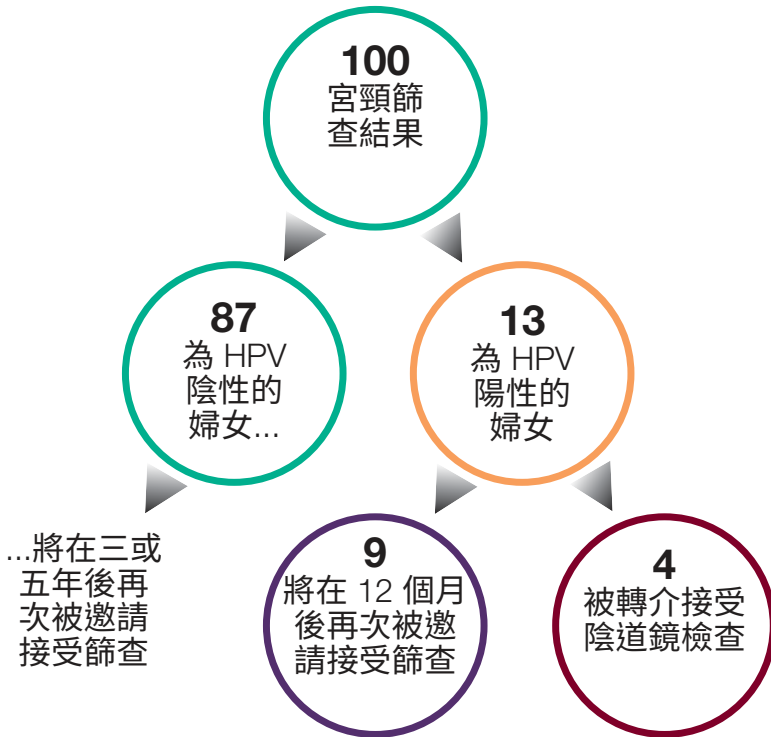 100
宮頸篩
查結果
87
為 HPV
陰性的
婦女...
13
為 HPV
陽性的
婦女
...將在三或
五年後再
次被邀請
接受篩查
9
將在 12 個月
後再次被邀
請接受篩查
4
被轉介接受
陰道鏡檢查